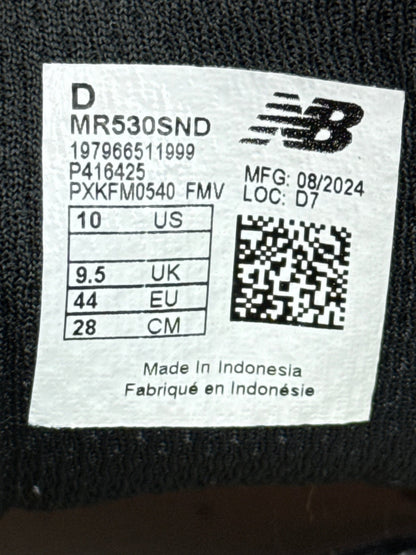 D
NB
MR530SND
197966511999
P416425
PXKFM0540 FMV
MFG: 08/2024
LOC: D7
10 US
9.5 UK
44 EU
28 CM
Made In Indonesia
Fabriqué en Indonésie